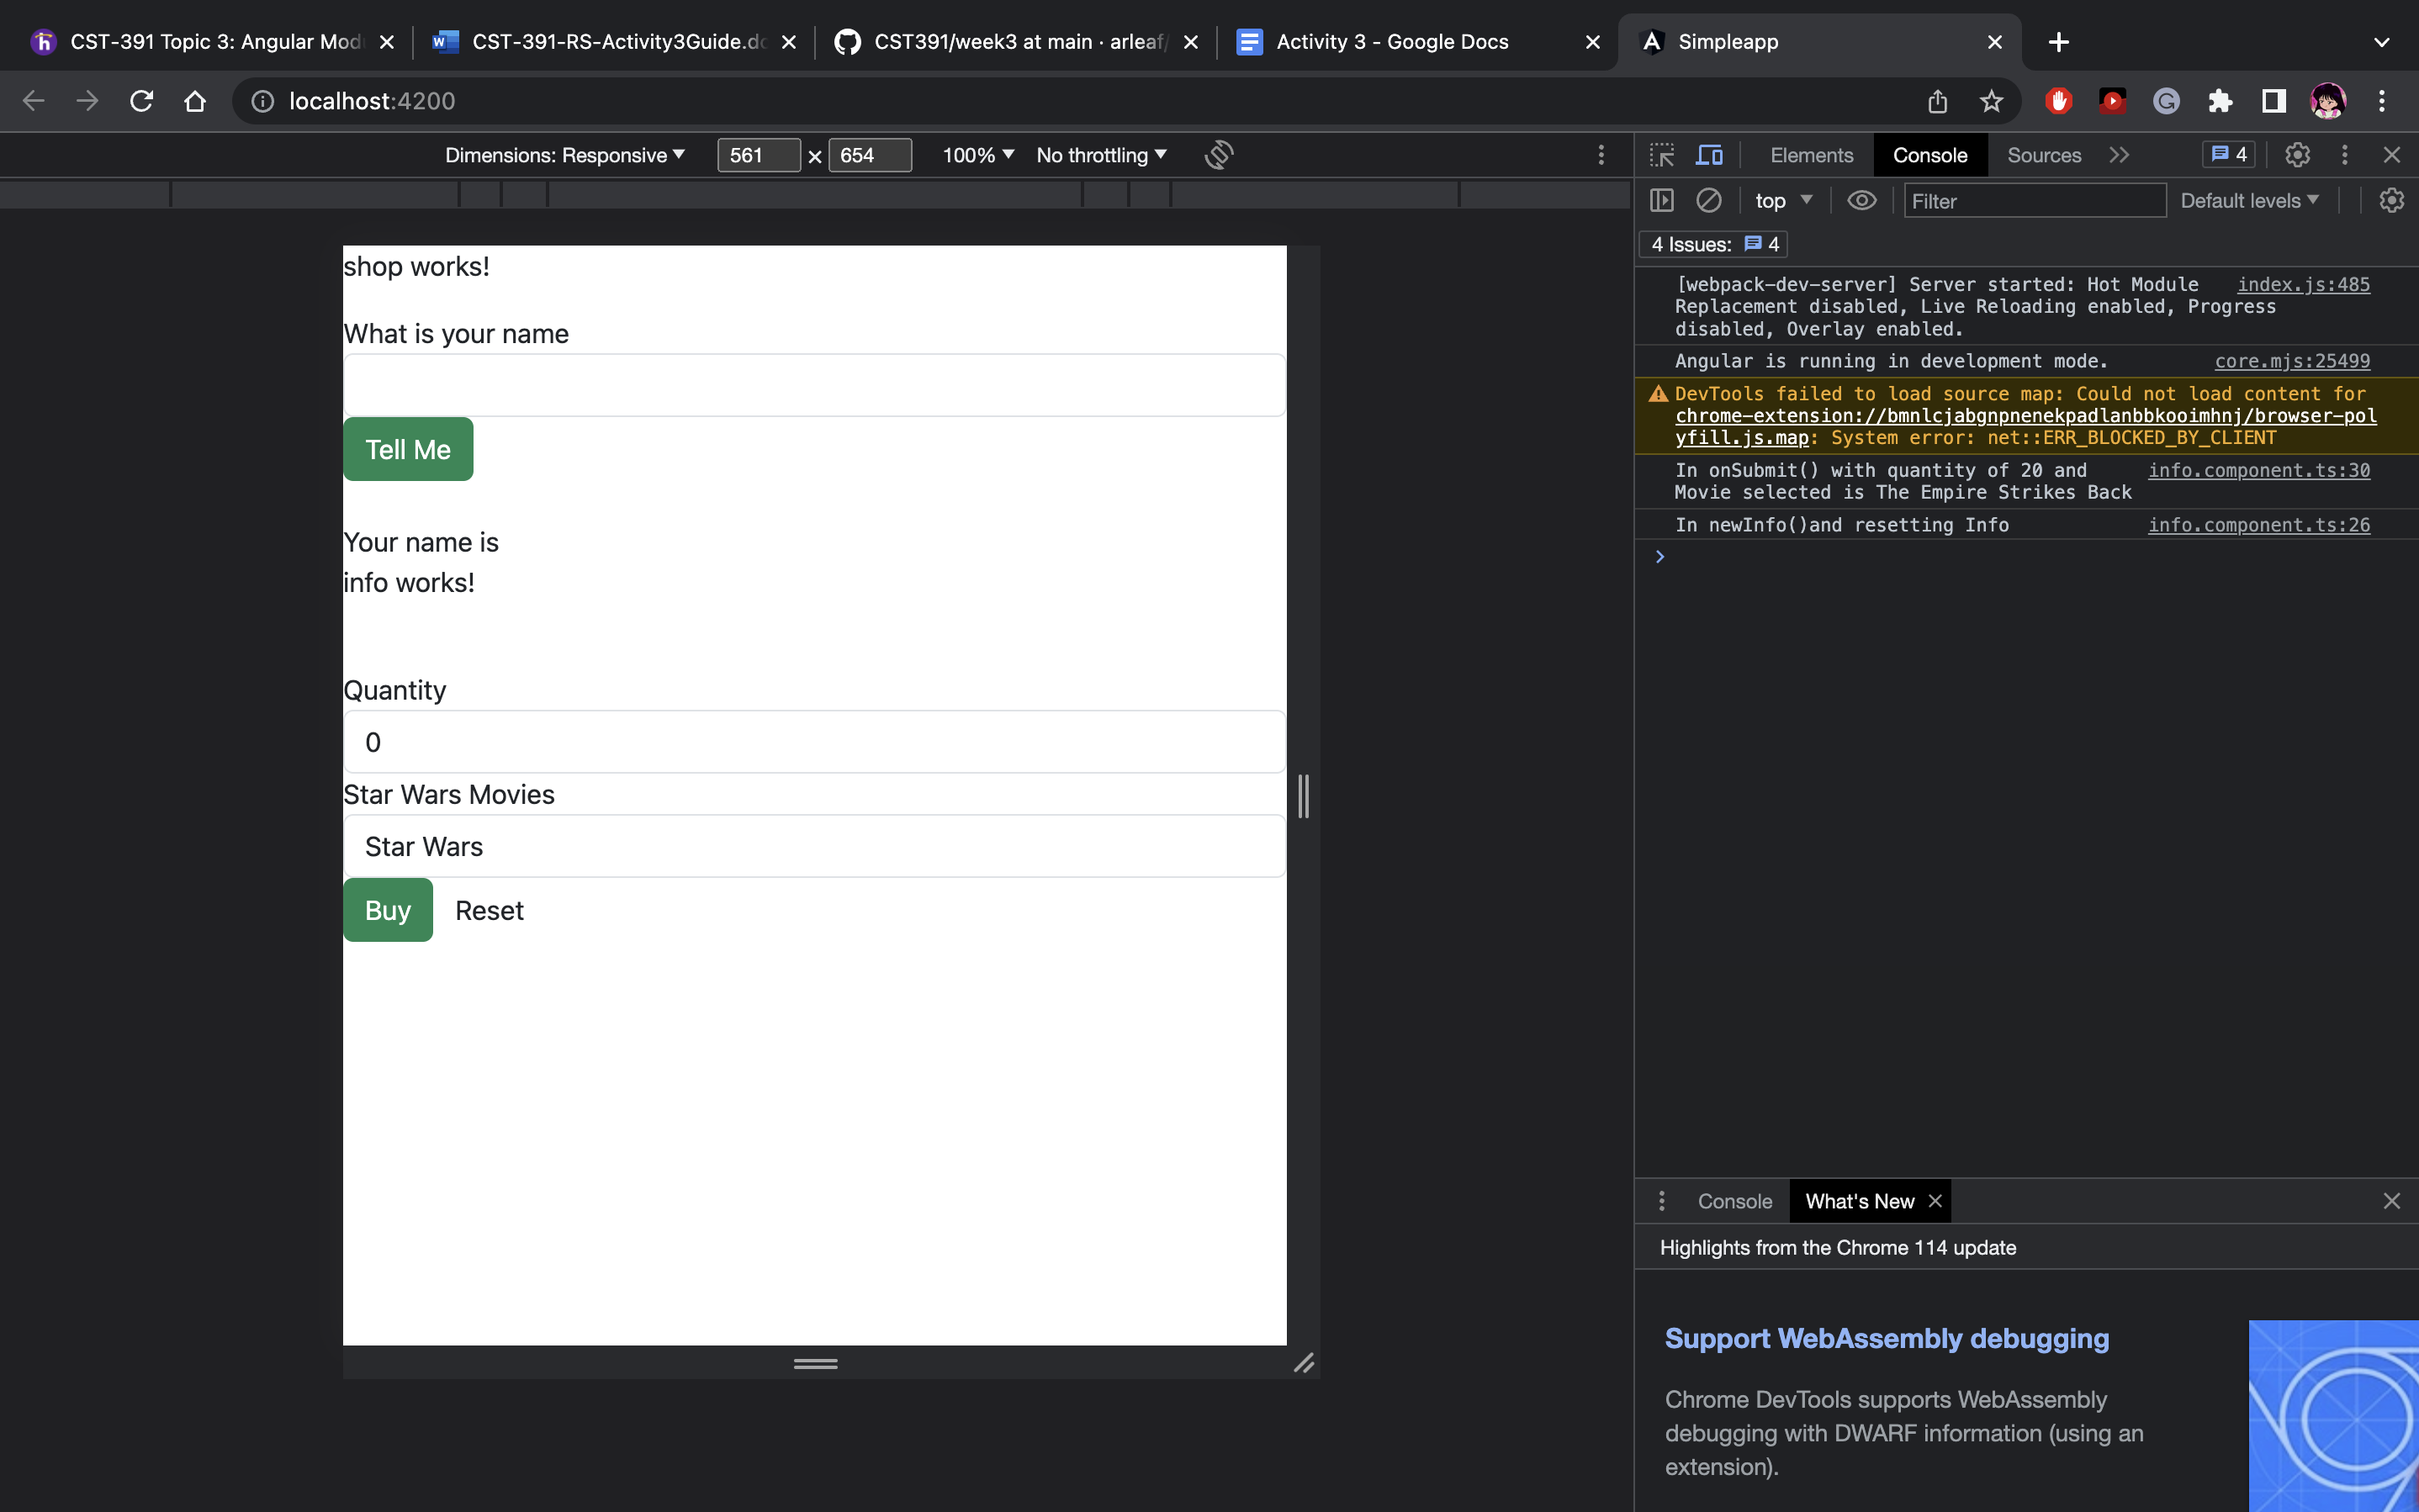 CST-391 Topic 3: Angular Mod
CST-391-RS-Activity3Guide.do
CST391/week3 at main · arleaf/
Activity 3 - Google Docs
Simpleapp
localhost:4200
Dimensions: Responsive
561 × 654
100%
No throttling
Elements
Console
Sources
4
top
Filter
Default levels
4 Issues: 4
[webpack-dev-server] Server started: Hot Module index.js:485
Replacement disabled, Live Reloading enabled, Progress
disabled, Overlay enabled.
Angular is running in development mode. core.mjs:25499
DevTools failed to load source map: Could not load content for
chrome-extension://bmnlcjabgnpnenekpadlanbbkooimhnj/browser-pol
yfill.js.map: System error: net::ERR_BLOCKED_BY_CLIENT
In onSubmit() with quantity of 20 and info.component.ts:30
Movie selected is The Empire Strikes Back
In newInfo()and resetting Info info.component.ts:26
shop works!
What is your name
Tell Me
Your name is
info works!
Quantity
0
Star Wars Movies
Star Wars
Buy
Reset
Console
What's New
Highlights from the Chrome 114 update
Support WebAssembly debugging
Chrome DevTools supports WebAssembly
debugging with DWARF information (using an
extension).